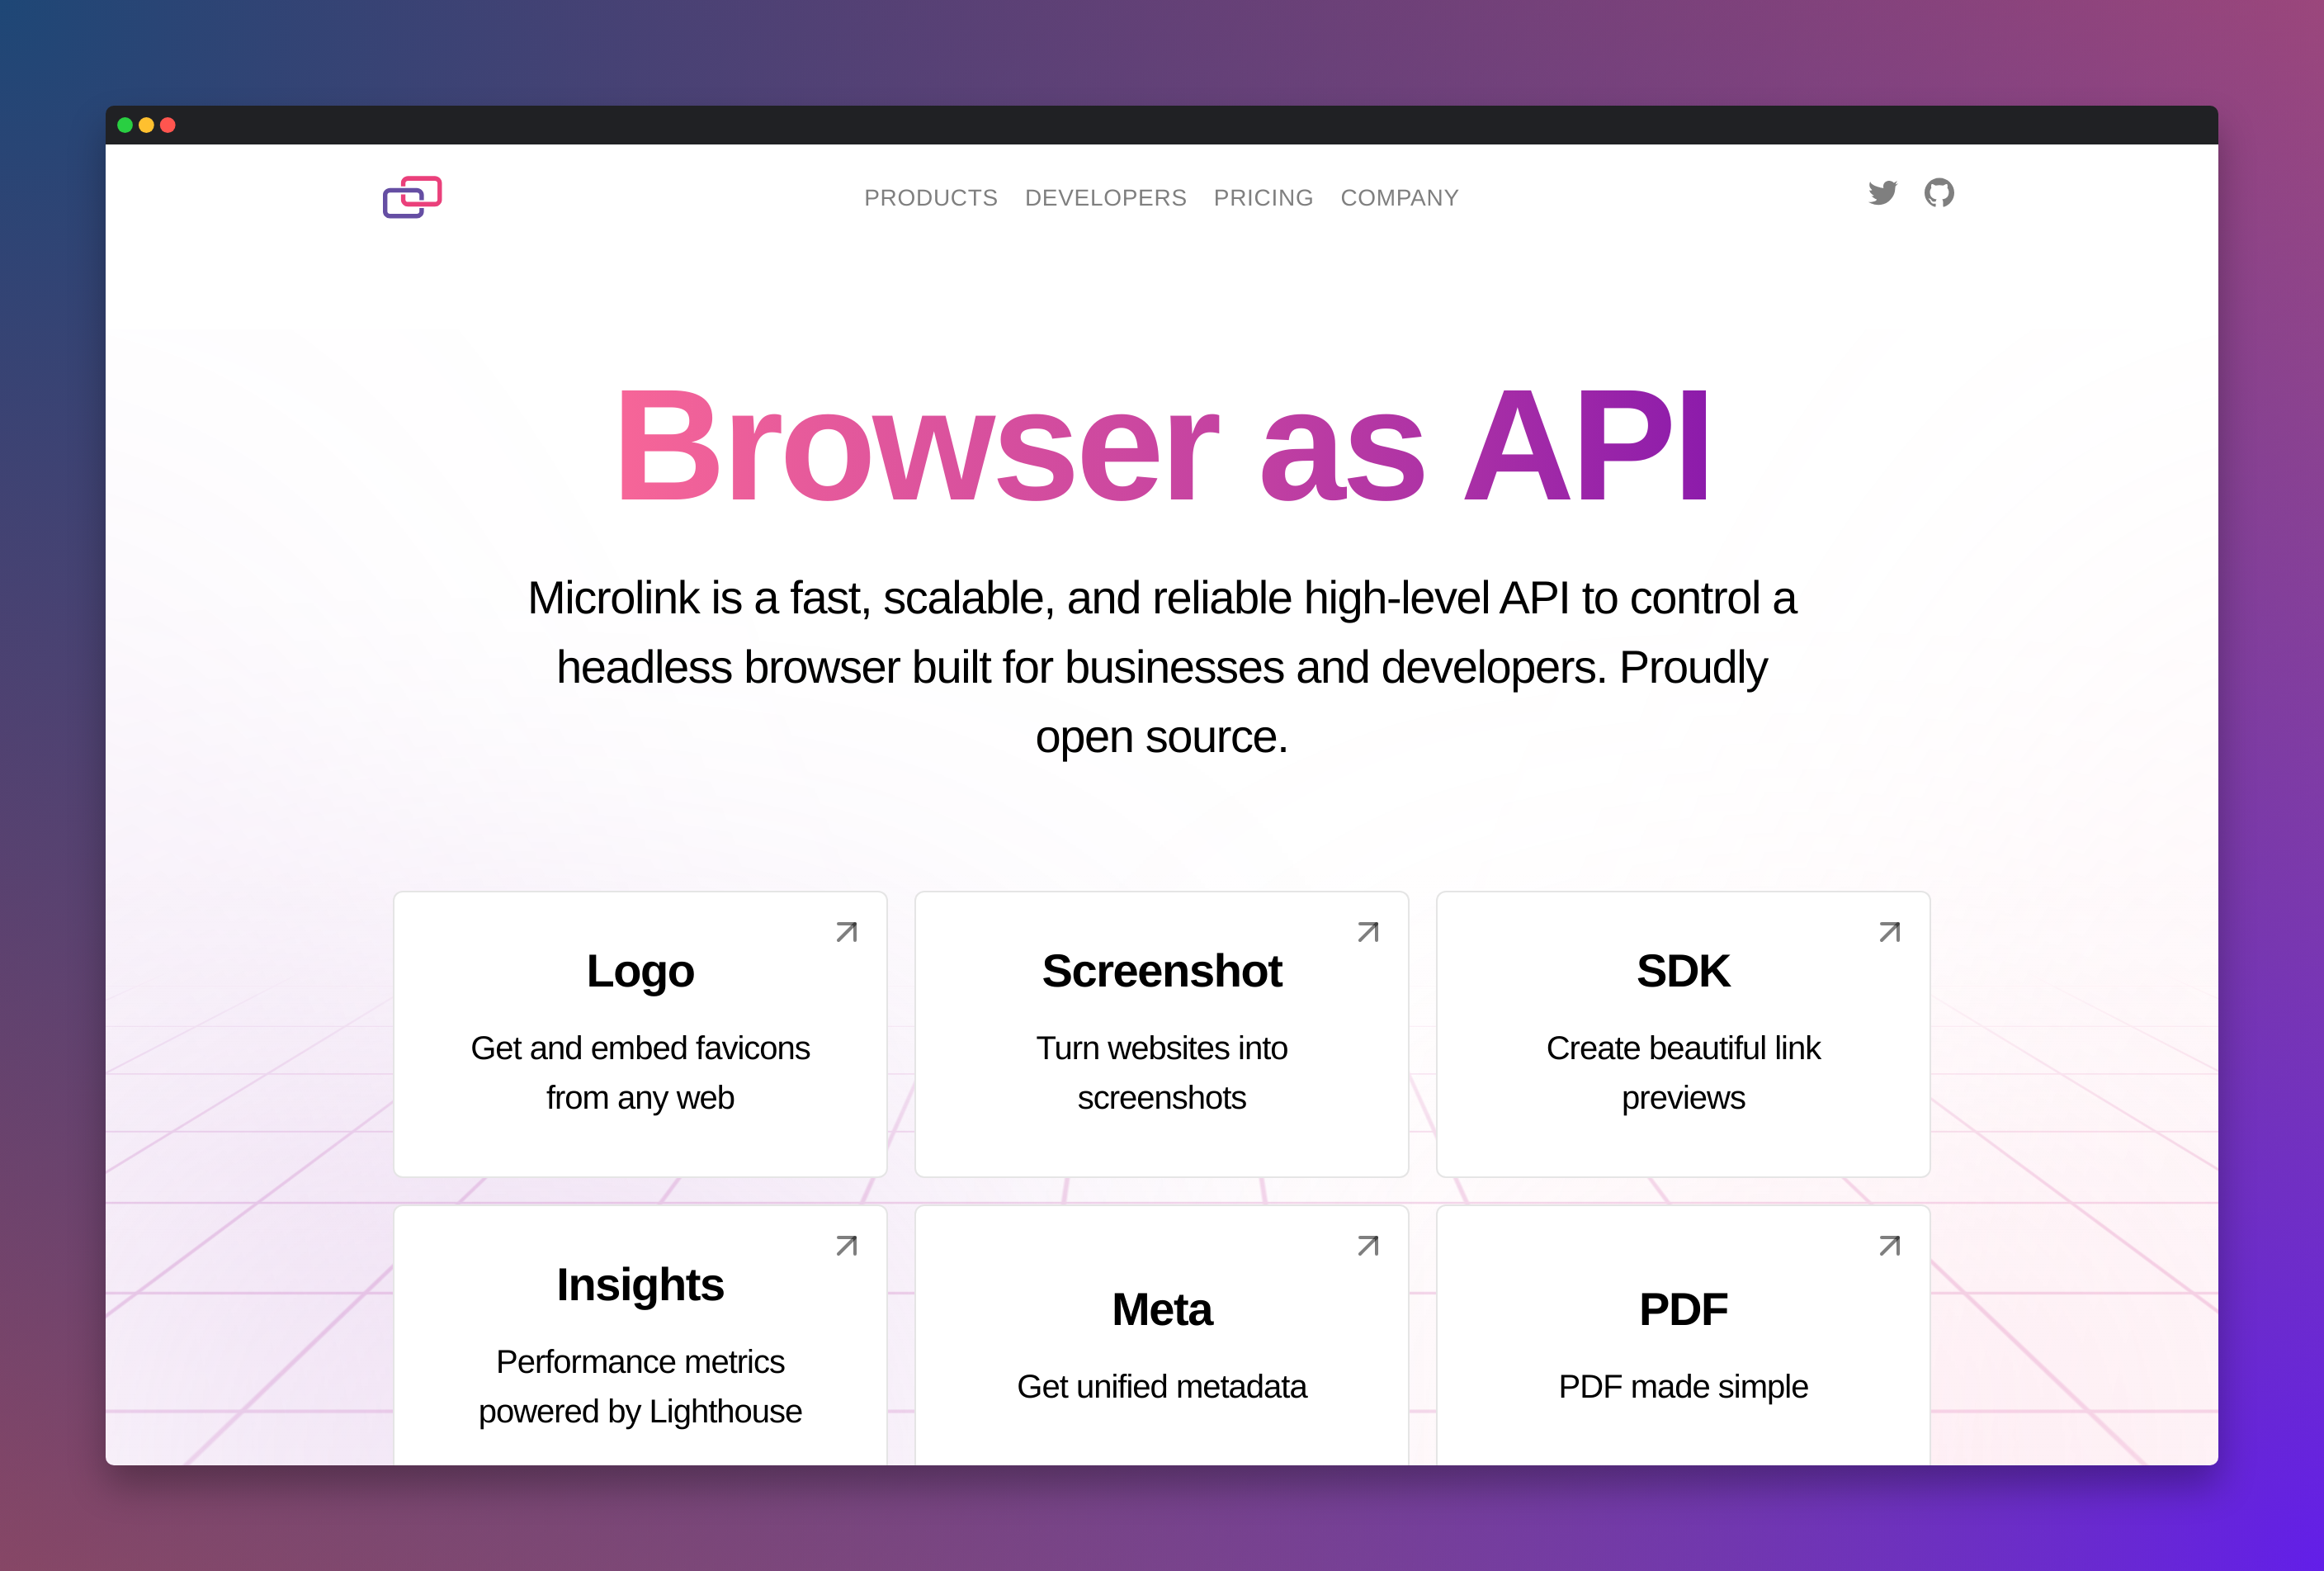 PRODUCTS DEVELOPERS PRICING COMPANY
Browser as API
Microlink is a fast, scalable, and reliable high-level API to control a
headless browser built for businesses and developers. Proudly
open source.
Logo
Get and embed favicons
from any web
Screenshot
Turn websites into
screenshots
SDK
Create beautiful link
previews
Insights
Performance metrics
powered by Lighthouse
Meta
Get unified metadata
PDF
PDF made simple